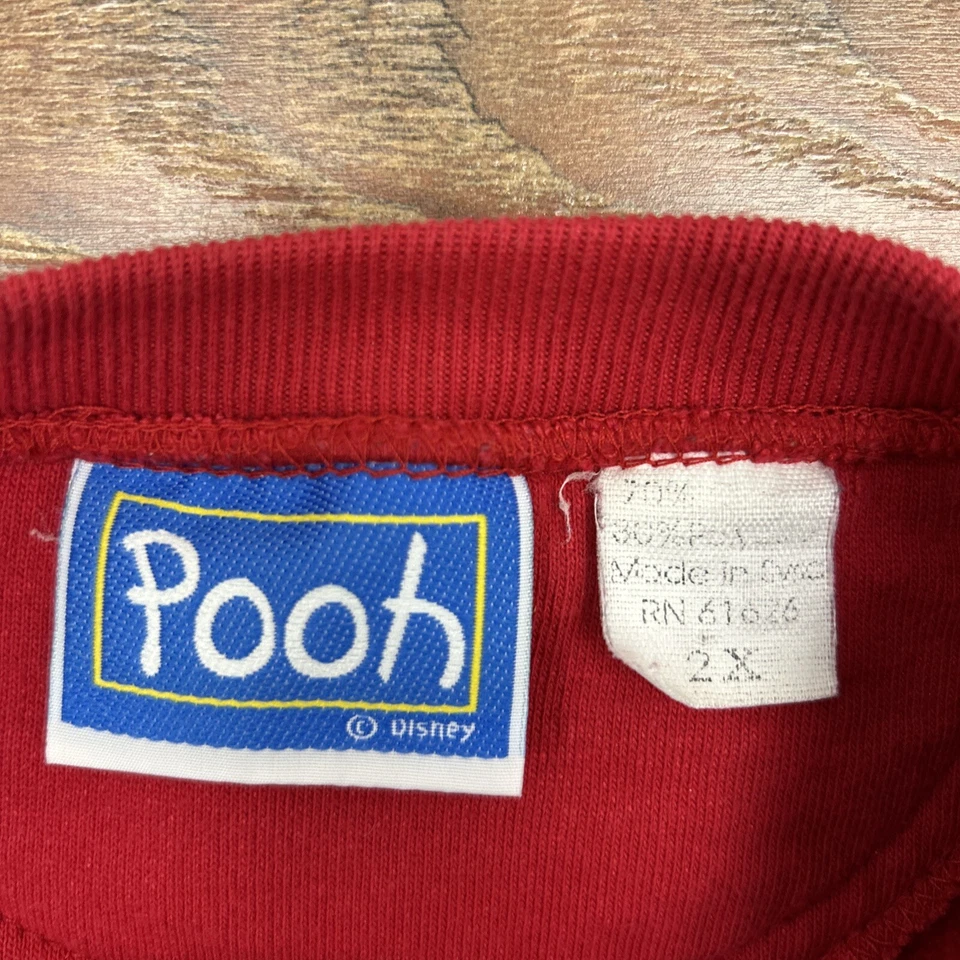 Pooh
© Disney
70%
Made in
RN 61626
2X